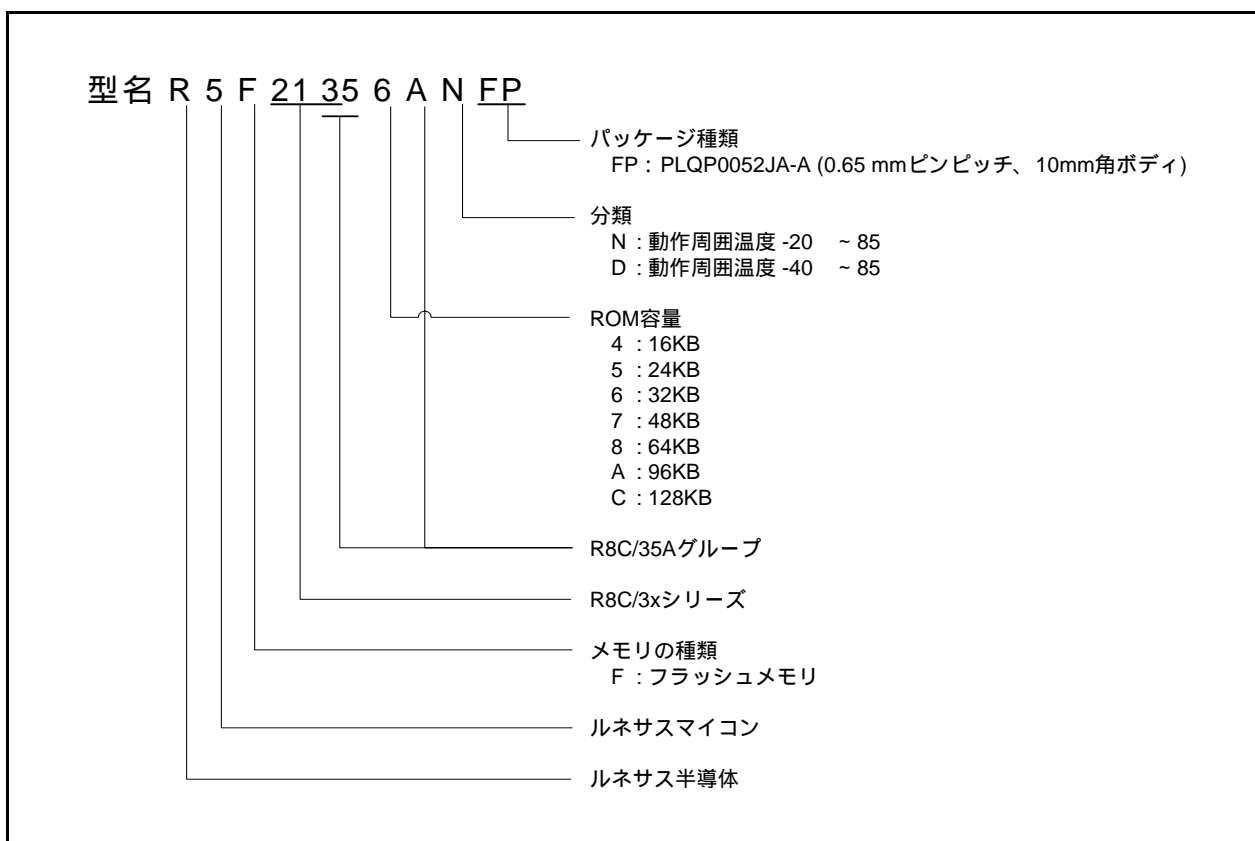 型名 R 5 F 21 35 6 A N FP
パッケージ種類
FP : PLQP0052JA-A (0.65 mmピンピッチ、10mm角ボディ)
分類
N : 動作周囲温度 -20 ~ 85
D : 動作周囲温度 -40 ~ 85
ROM容量
4 : 16KB
5 : 24KB
6 : 32KB
7 : 48KB
8 : 64KB
A : 96KB
C : 128KB
R8C/35Aグループ
R8C/3xシリーズ
メモリの種類
F : フラッシュメモリ
ルネサスマイコン
ルネサス半導体